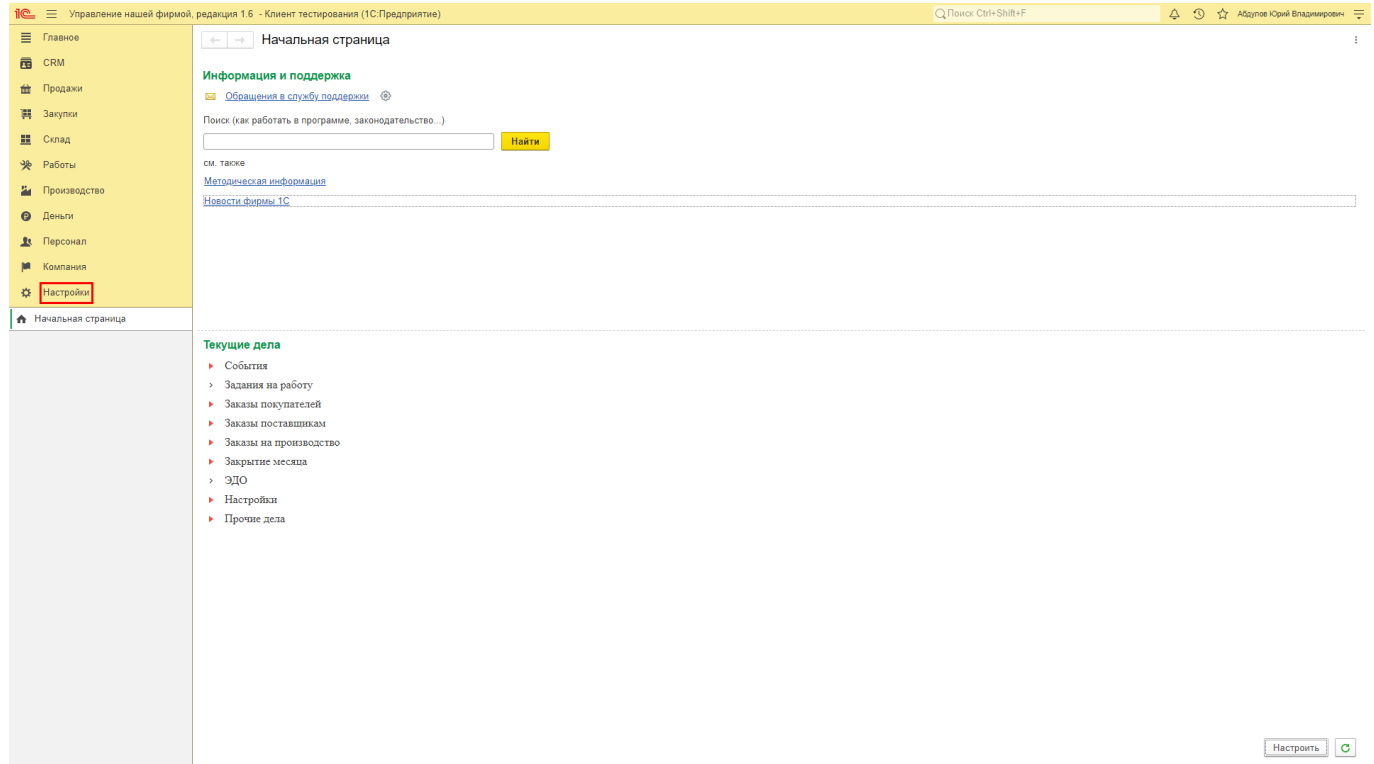 1С Управление нашей фирмой, редакция 1.6 - Клиент тестирования (1С:Предприятие) Поиск Ctrl+Shift+F Абдулов Юрий Владимирович
Главное
CRM
Продажи
Закупки
Склад
Работы
Производство
Деньги
Персонал
Компания
Настройки
Начальная страница
Начальная страница
Информация и поддержка
Обращения в службу поддержки
Поиск (как работать в программе, законодательство...)
Найти
см. также
Методическая информация
Новости фирмы 1С
Текущие дела
События
Задания на работу
Заказы покупателей
Заказы поставщикам
Заказы на производство
Закрытие месяца
ЭДО
Настройки
Прочие дела
Настроить